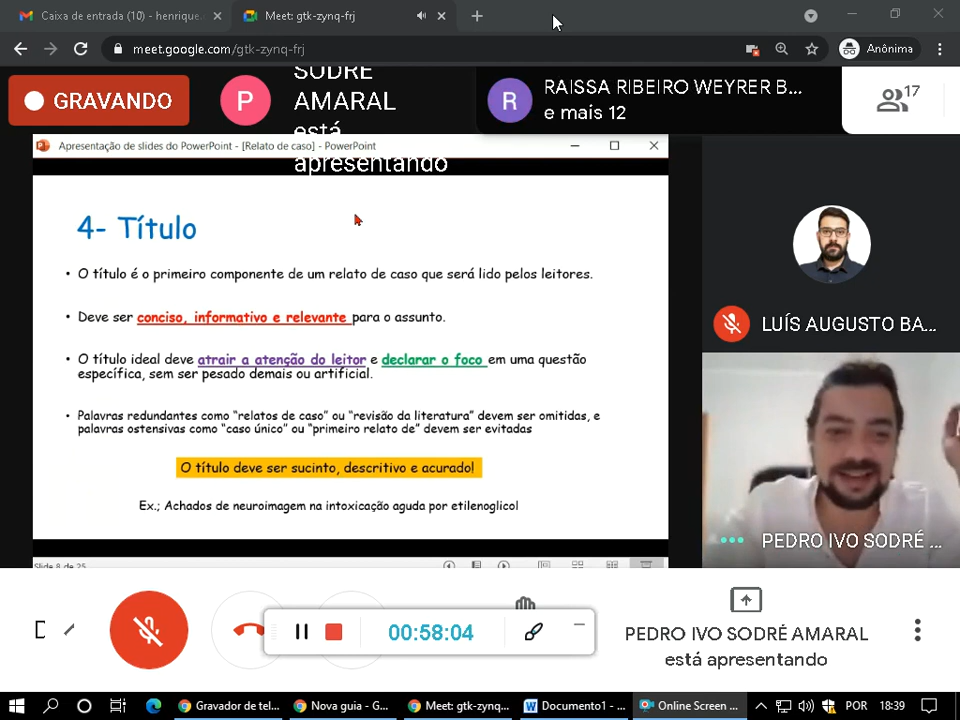 Caixa de entrada (10) - henrique.
Meet: gtk-zynq-frj
meet.google.com/gtk-zynq-frj
Anônima
GRAVANDO
P
SODRÉ
AMARAL
está
apresentando
R
RAISSA RIBEIRO WEYRER B...
e mais 12
17
Apresentação de slides do PowerPoint - [Relato de caso] - PowerPoint
4- Título
• O título é o primeiro componente de um relato de caso que será lido pelos leitores.
• Deve ser conciso, informativo e relevante para o assunto.
• O título ideal deve atrair a atenção do leitor e declarar o foco em uma questão
específica, sem ser pesado demais ou artificial.
• Palavras redundantes como "relatos de caso" ou "revisão da literatura" devem ser omitidas, e
palavras ostensivas como "caso único" ou "primeiro relato de" devem ser evitadas
O título deve ser sucinto, descritivo e acurado!
Ex.; Achados de neuroimagem na intoxicação aguda por etilenoglicol
Slide 8 de 25
LUÍS AUGUSTO BA...
PEDRO IVO SODRÉ ...
00:58:04
PEDRO IVO SODRÉ AMARAL
está apresentando
Gravador de tel...
Nova guia - G...
Meet: gtk-zynq...
Documento1 - ...
Online Screen ...
POR
18:39